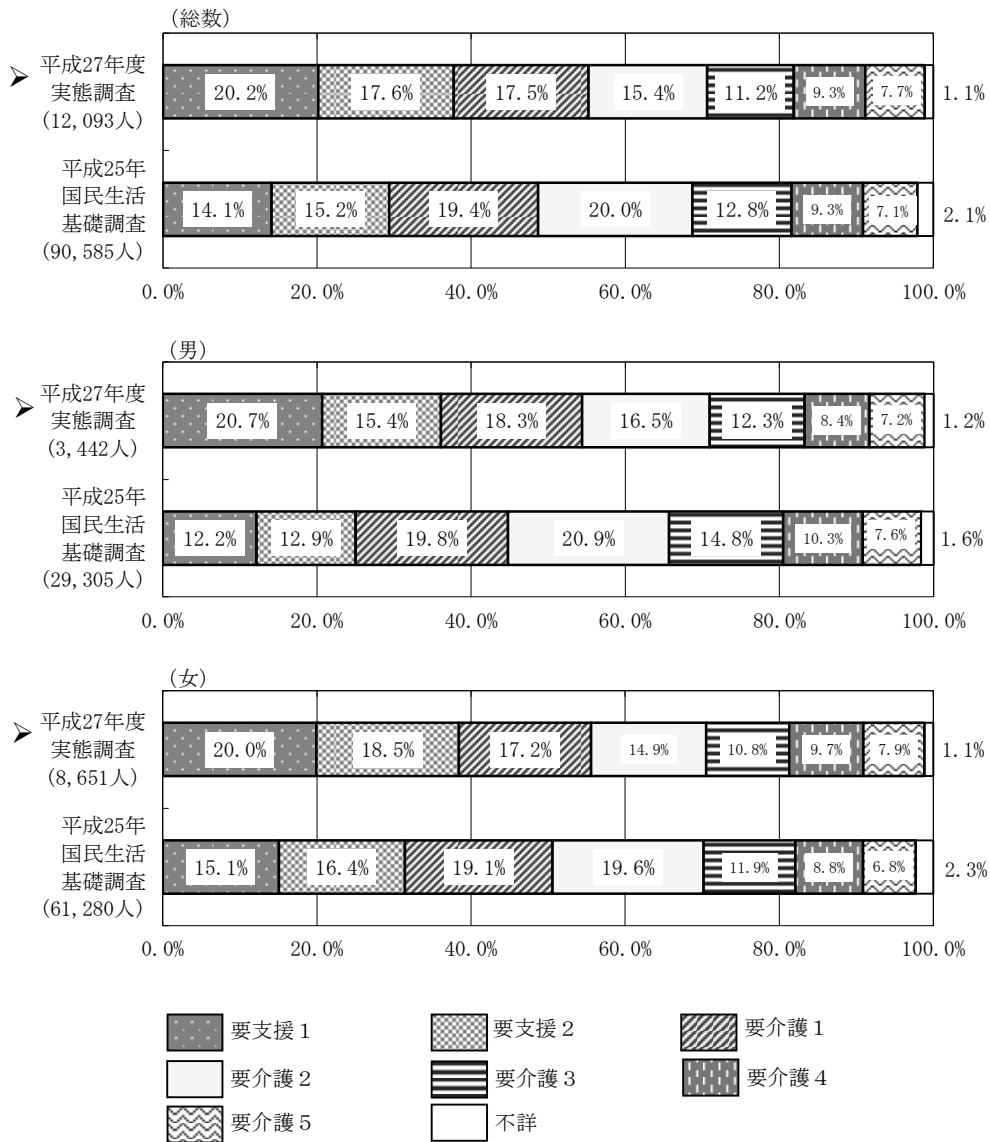 (総数)
平成27年度
実態調査
(12,093人)
20.2% 17.6% 17.5% 15.4% 11.2% 9.3% 7.7% 1.1%
平成25年
国民生活
基礎調査
(90,585人)
14.1% 15.2% 19.4% 20.0% 12.8% 9.3% 7.1% 2.1%
0.0% 20.0% 40.0% 60.0% 80.0% 100.0%
(男)
平成27年度
実態調査
(3,442人)
20.7% 15.4% 18.3% 16.5% 12.3% 8.4% 7.2% 1.2%
平成25年
国民生活
基礎調査
(29,305人)
12.2% 12.9% 19.8% 20.9% 14.8% 10.3% 7.6% 1.6%
0.0% 20.0% 40.0% 60.0% 80.0% 100.0%
(女)
平成27年度
実態調査
(8,651人)
20.0% 18.5% 17.2% 14.9% 10.8% 9.7% 7.9% 1.1%
平成25年
国民生活
基礎調査
(61,280人)
15.1% 16.4% 19.1% 19.6% 11.9% 8.8% 6.8% 2.3%
0.0% 20.0% 40.0% 60.0% 80.0% 100.0%
要支援1 要支援2 要介護1
要介護2 要介護3 要介護4
要介護5 不詳